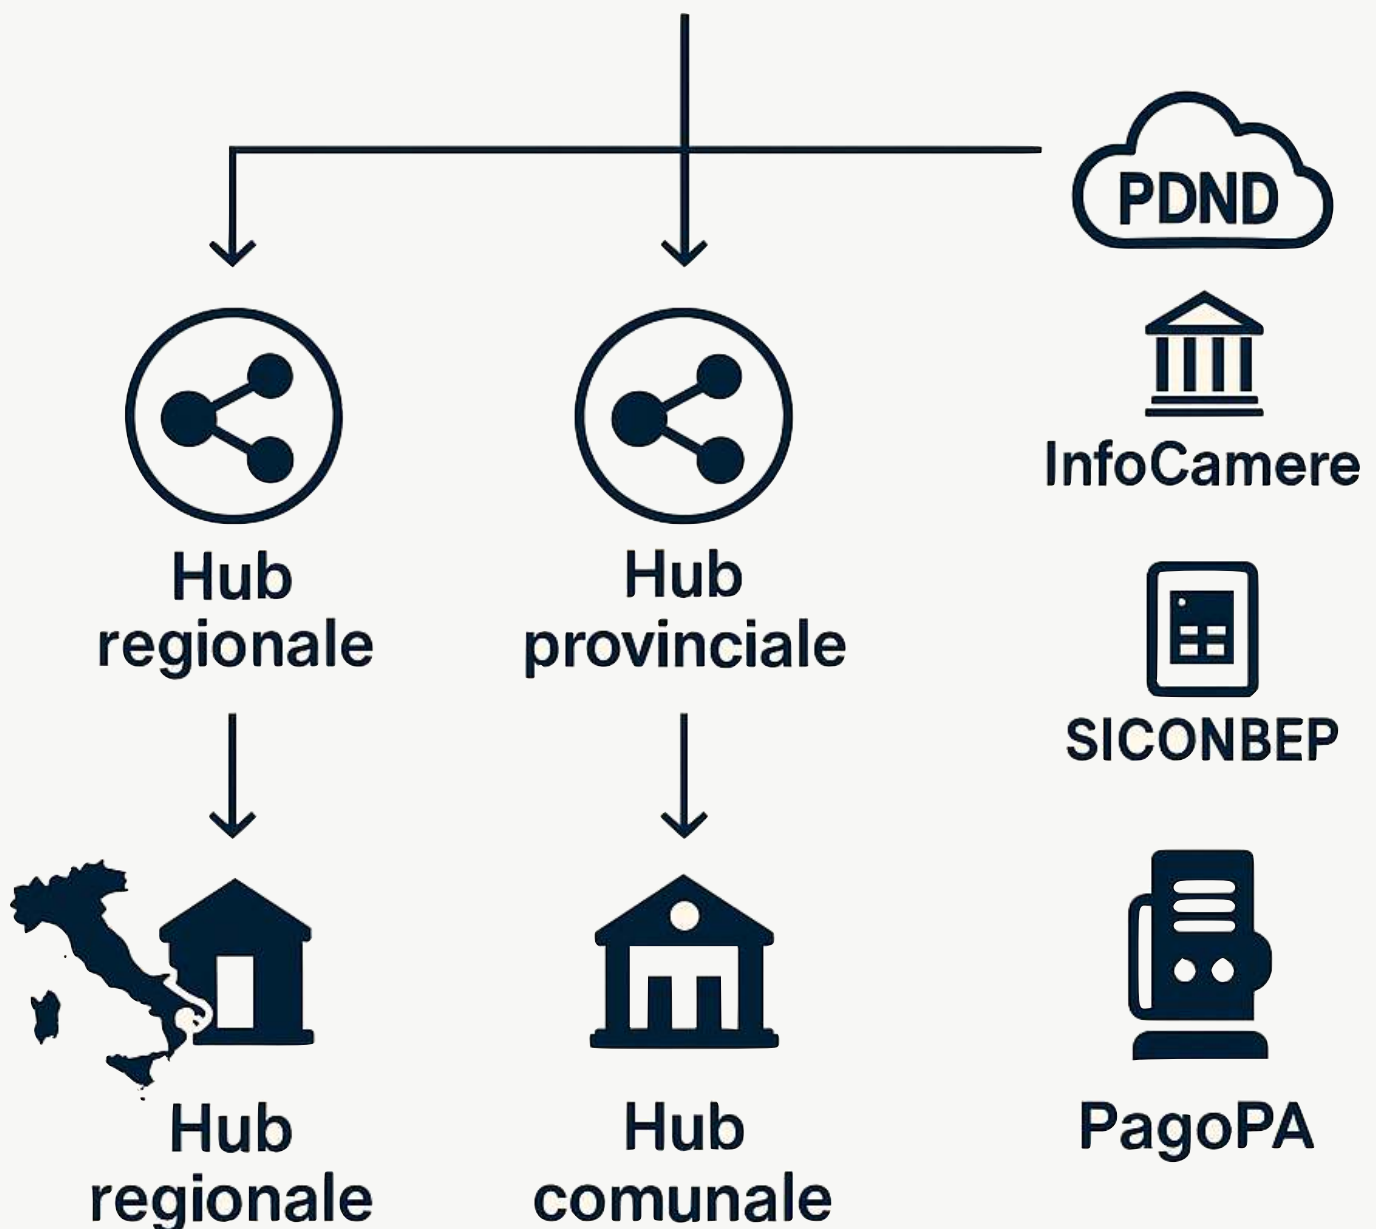 PDND
InfoCamere
Hub
regionale
Hub
provinciale
SICONBEP
Hub
regionale
Hub
comunale
PagoPA